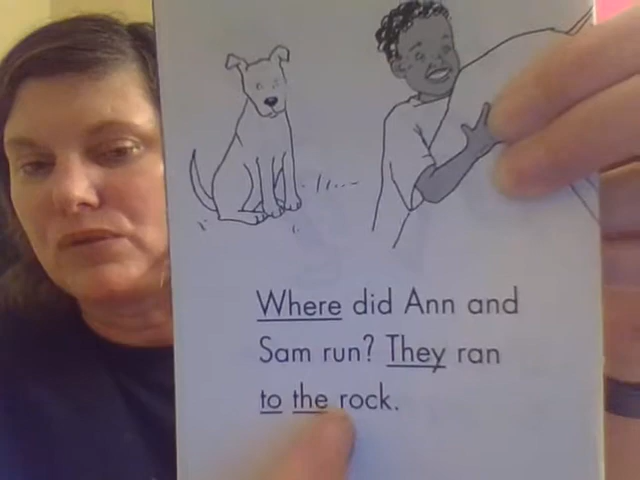 Where did Ann and
Sam run? They ran
to the rock.